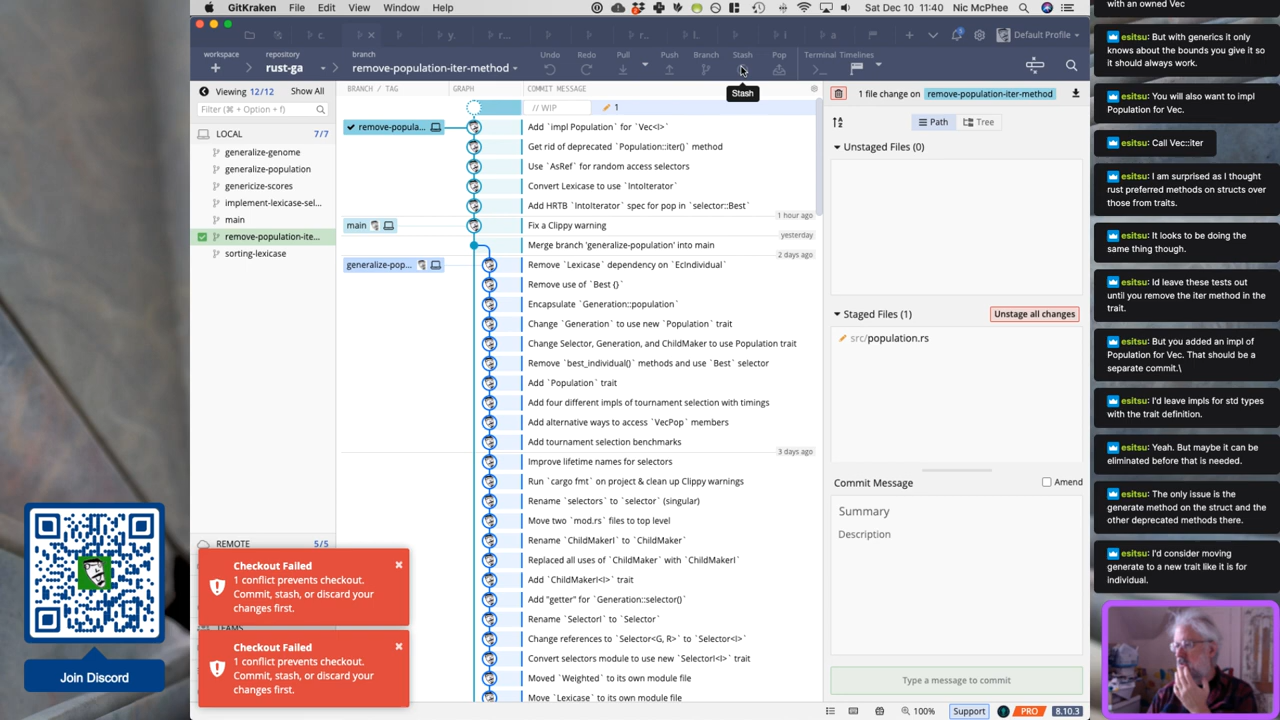 GitKraken File Edit View Window Help
Sat Dec 10 11:40 Nic McPhee
workspace
repository
rust-ga
branch
remove-population-iter-method
Undo
Redo
Pull
Push
Branch
Stash
Pop
Terminal
Timelines
Default Profile
Stash
Viewing 12/12 Show All
Filter (⌘ + Option + f)
LOCAL 7/7
generalize-genome
generalize-population
genericize-scores
implement-lexicase-sel...
main
remove-population-ite...
sorting-lexicase
REMOTE 5/5
TEAMS
Checkout Failed
1 conflict prevents checkout.
Commit, stash, or discard your
changes first.
Checkout Failed
1 conflict prevents checkout.
Commit, stash, or discard your
changes first.
BRANCH / TAG GRAPH COMMIT MESSAGE
// WIP 1
remove-popula... Add `impl Population` for `Vec<I>`
Get rid of deprecated `Population::iter()` method
Use `AsRef` for random access selectors
Convert Lexicase to use `IntoIterator`
Add HRTB `IntoIterator` spec for pop in `selector::Best`
1 hour ago
main Fix a Clippy warning
yesterday
Merge branch 'generalize-population' into main
2 days ago
generalize-pop... Remove `Lexicase` dependency on `EcIndividual`
Remove use of `Best {}`
Encapsulate `Generation::population`
Change `Generation` to use new `Population` trait
Change Selector, Generation, and ChildMaker to use Population trait
Remove `best_individual()` methods and use `Best` selector
Add `Population` trait
Add four different impls of tournament selection with timings
Add alternative ways to access `VecPop` members
Add tournament selection benchmarks
3 days ago
Improve lifetime names for selectors
Run `cargo fmt` on project & clean up Clippy warnings
Rename `selectors` to `selector` (singular)
Move two `mod.rs` files to top level
Rename `ChildMakerI` to `ChildMaker`
Replaced all uses of `ChildMaker` with `ChildMakerI`
Add `ChildMakerI<I>` trait
Add "getter" for `Generation::selector()`
Rename `SelectorI` to `Selector`
Change references to `Selector<G, R>` to `Selector<I>`
Convert selectors module to use new `SelectorI<I>` trait
Moved `Weighted` to its own module file
Move `Lexicase` to its own module file
1 file change on remove-population-iter-method
Path Tree
Unstaged Files (0)
Staged Files (1) Unstage all changes
src/population.rs
Commit Message Amend
Summary
Description
Type a message to commit
100% Support PRO 8.10.3
with an owned Vec
esitsu: But with generics it only
knows about the bounds you give it so
it should always work.
esitsu: You will also want to impl
Population for Vec.
esitsu: Call Vec::iter
esitsu: I am surprised as I thought
rust preferred methods on structs over
those from traits.
esitsu: It looks to be doing the
same thing though.
esitsu: Id leave these tests out
until you remove the iter method in the
trait.
esitsu: But you added an impl of
Population for Vec. That should be a
separate commit.\
esitsu: I'd leave impls for std types
with the trait definition.
esitsu: Yeah. But maybe it can be
eliminated before that is needed.
esitsu: The only issue is the
generate method on the struct and the
other deprecated methods there.
esitsu: I'd consider moving
generate to a new trait like it is for
individual.
Join Discord